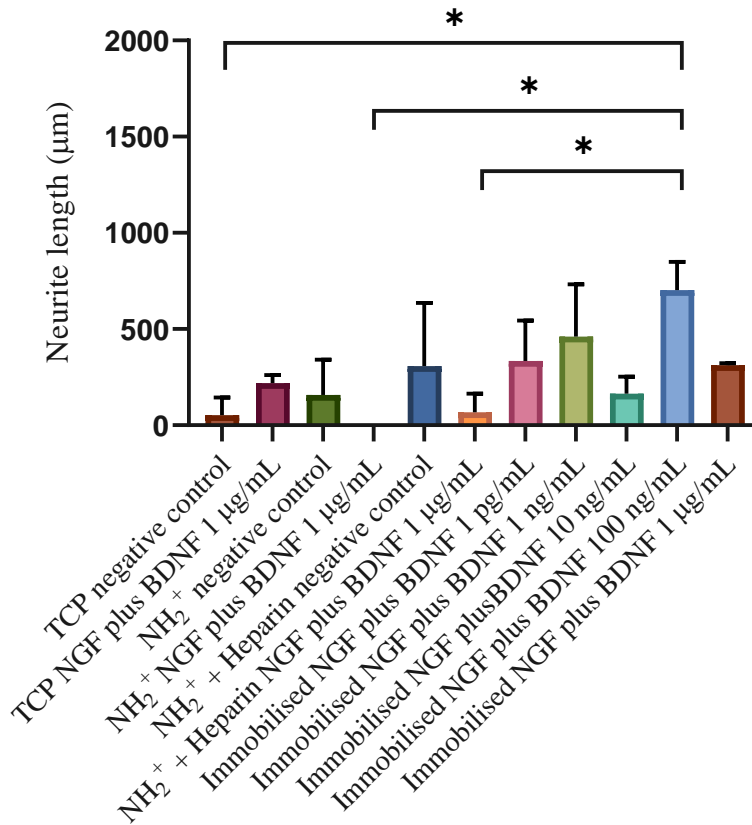 *
*
*
2000
1500
1000
500
0
Neurite length (μm)
TCP negative control
TCP NGF plus BDNF 1 μg/mL
NH₂⁺ negative control
NH₂⁺ NGF plus BDNF 1 μg/mL
NH₂⁺ + Heparin negative control
NH₂⁺ + Heparin NGF plus BDNF 1 μg/mL
Immobilised NGF plus BDNF 1 pg/mL
Immobilised NGF plus BDNF 1 ng/mL
Immobilised NGF plusBDNF 10 ng/mL
Immobilised NGF plus BDNF 100 ng/mL
Immobilised NGF plus BDNF 1 μg/mL